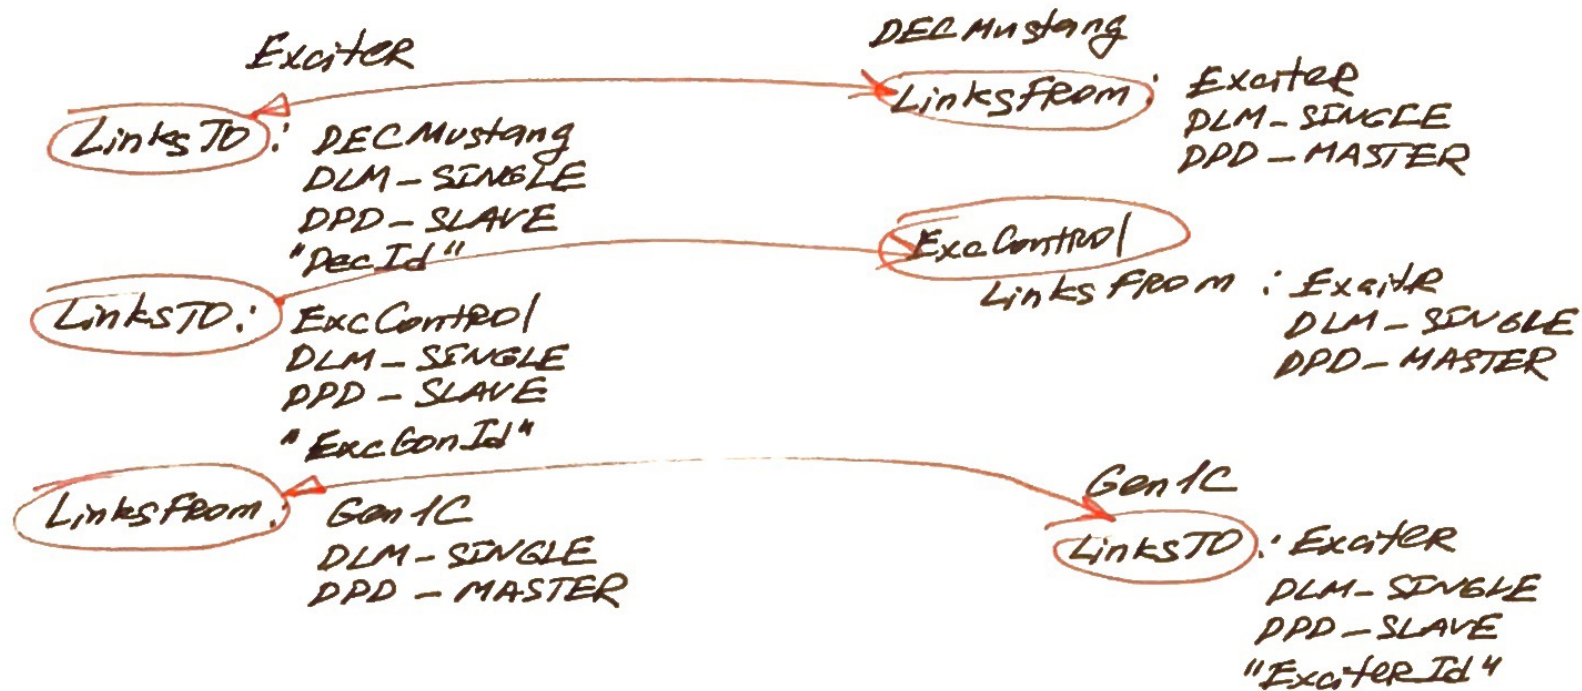 Exciter
LinksTo: DECMustang
DLM-SINGLE
DPD-SLAVE
"DecId"
LinksTo: ExcControl
DLM-SINGLE
DPD-SLAVE
"ExcConId"
LinksFrom: Gen1C
DLM-SINGLE
DPD-MASTER
DECMustang
LinksFrom: Exciter
DLM-SINGLE
DPD-MASTER
ExcControl
LinksFrom: Excitr
DLM-SINGLE
DPD-MASTER
Gen1C
LinksTo: Exciter
DLM-SINGLE
DPD-SLAVE
"ExciterId"